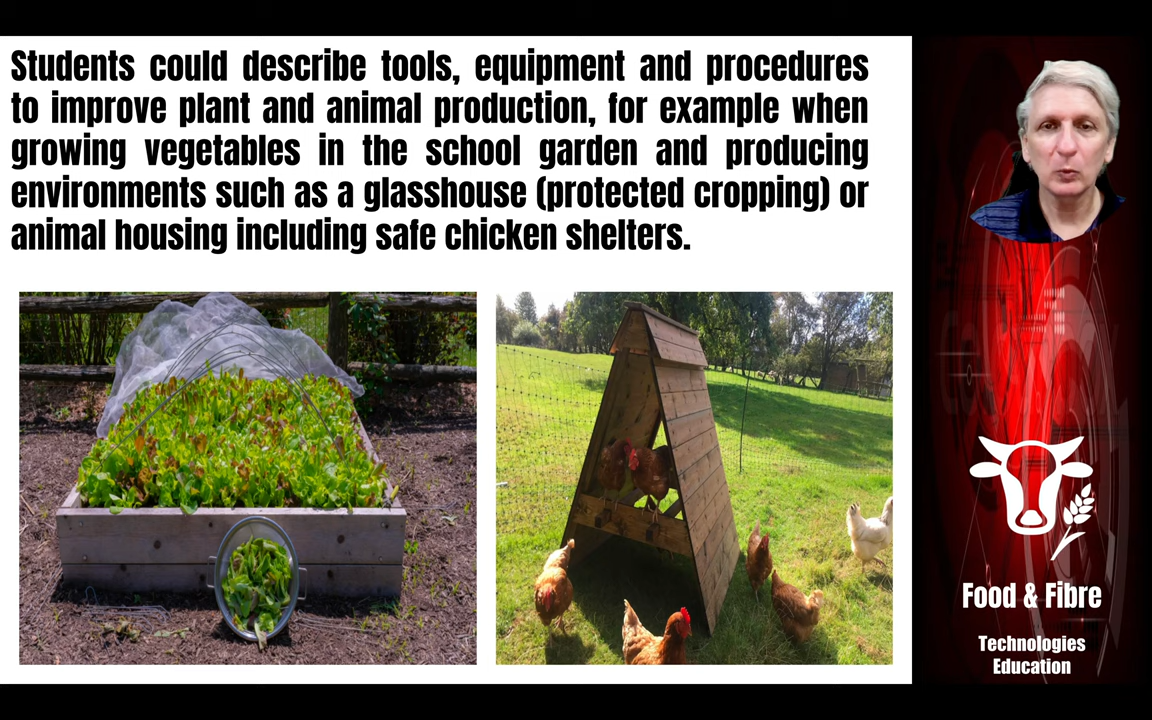 Students could describe tools, equipment and procedures
to improve plant and animal production, for example when
growing vegetables in the school garden and producing
environments such as a glasshouse (protected cropping) or
animal housing including safe chicken shelters.
Food & Fibre
Technologies
Education